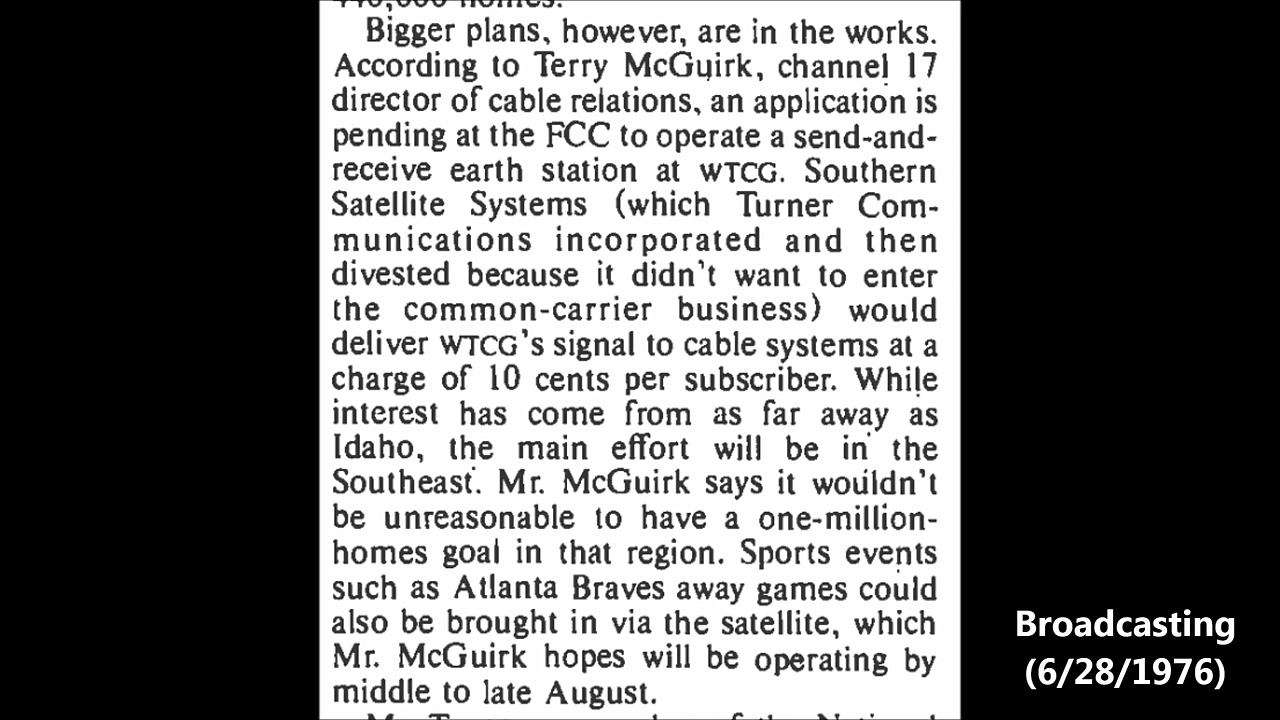 440,000 homes.
Bigger plans, however, are in the works.
According to Terry McGuirk, channel 17
director of cable relations, an application is
pending at the FCC to operate a send-and-
receive earth station at WTCG. Southern
Satellite Systems (which Turner Com-
munications incorporated and then
divested because it didn't want to enter
the common-carrier business) would
deliver WTCG's signal to cable systems at a
charge of 10 cents per subscriber. While
interest has come from as far away as
Idaho, the main effort will be in the
Southeast. Mr. McGuirk says it wouldn't
be unreasonable to have a one-million-
homes goal in that region. Sports events
such as Atlanta Braves away games could
also be brought in via the satellite, which
Mr. McGuirk hopes will be operating by
middle to late August.
Broadcasting
(6/28/1976)